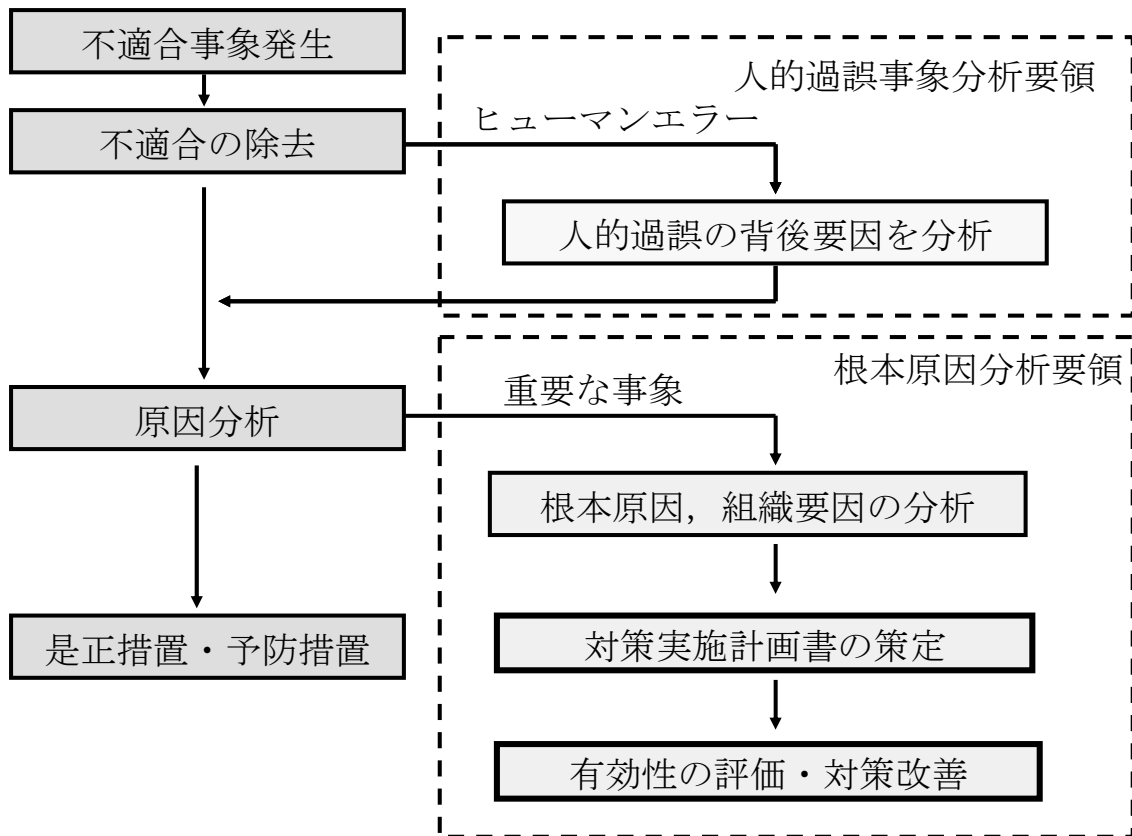 不適合事象発生
人的過誤事象分析要領
不適合の除去
ヒューマンエラー
人的過誤の背後要因を分析
根本原因分析要領
原因分析
重要な事象
根本原因，組織要因の分析
是正措置・予防措置
対策実施計画書の策定
有効性の評価・対策改善